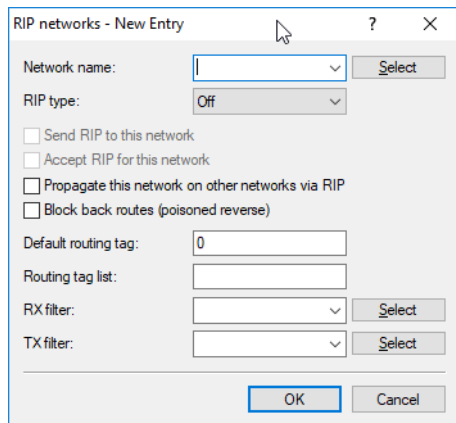 RIP networks - New Entry ?
Network name: Select
RIP type: Off
Send RIP to this network
Accept RIP for this network
Propagate this network on other networks via RIP
Block back routes (poisoned reverse)
Default routing tag: 0
Routing tag list:
RX filter: Select
TX filter: Select
OK Cancel